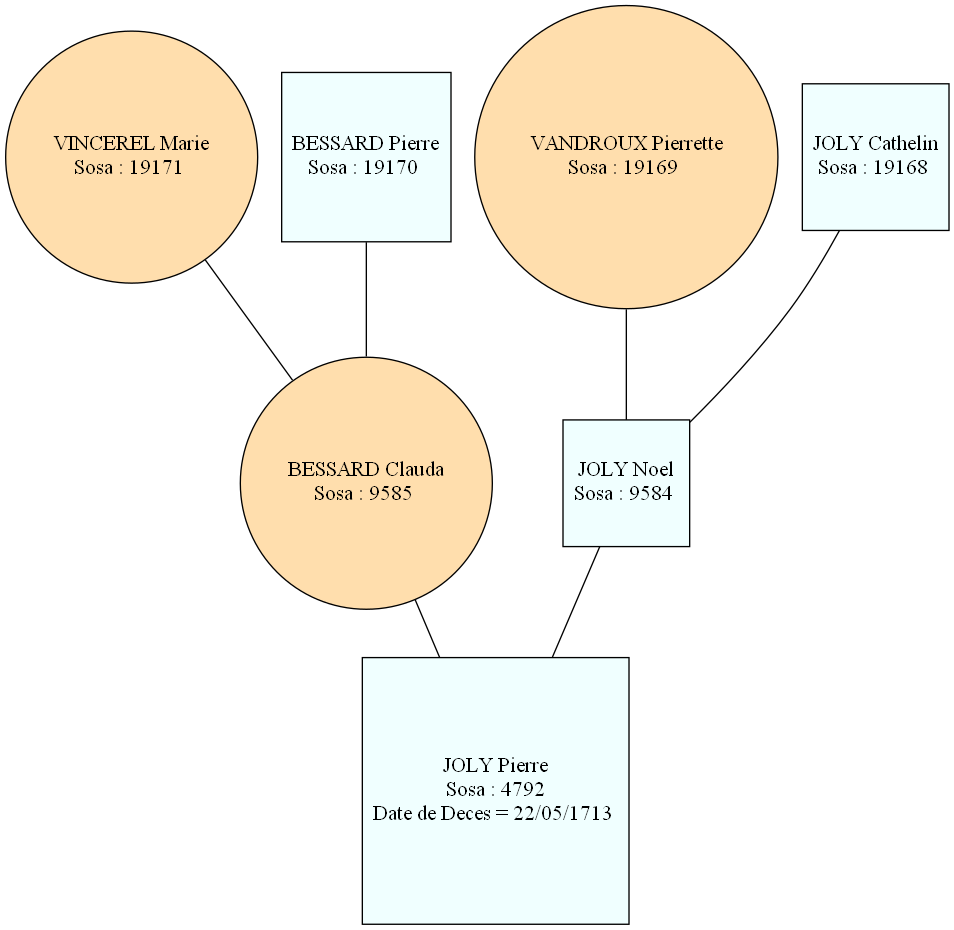 VINCEREL Marie
Sosa : 19171
BESSARD Pierre
Sosa : 19170
VANDROUX Pierrette
Sosa : 19169
JOLY Cathelin
Sosa : 19168
BESSARD Clauda
Sosa : 9585
JOLY Noel
Sosa : 9584
JOLY Pierre
Sosa : 4792
Date de Deces = 22/05/1713